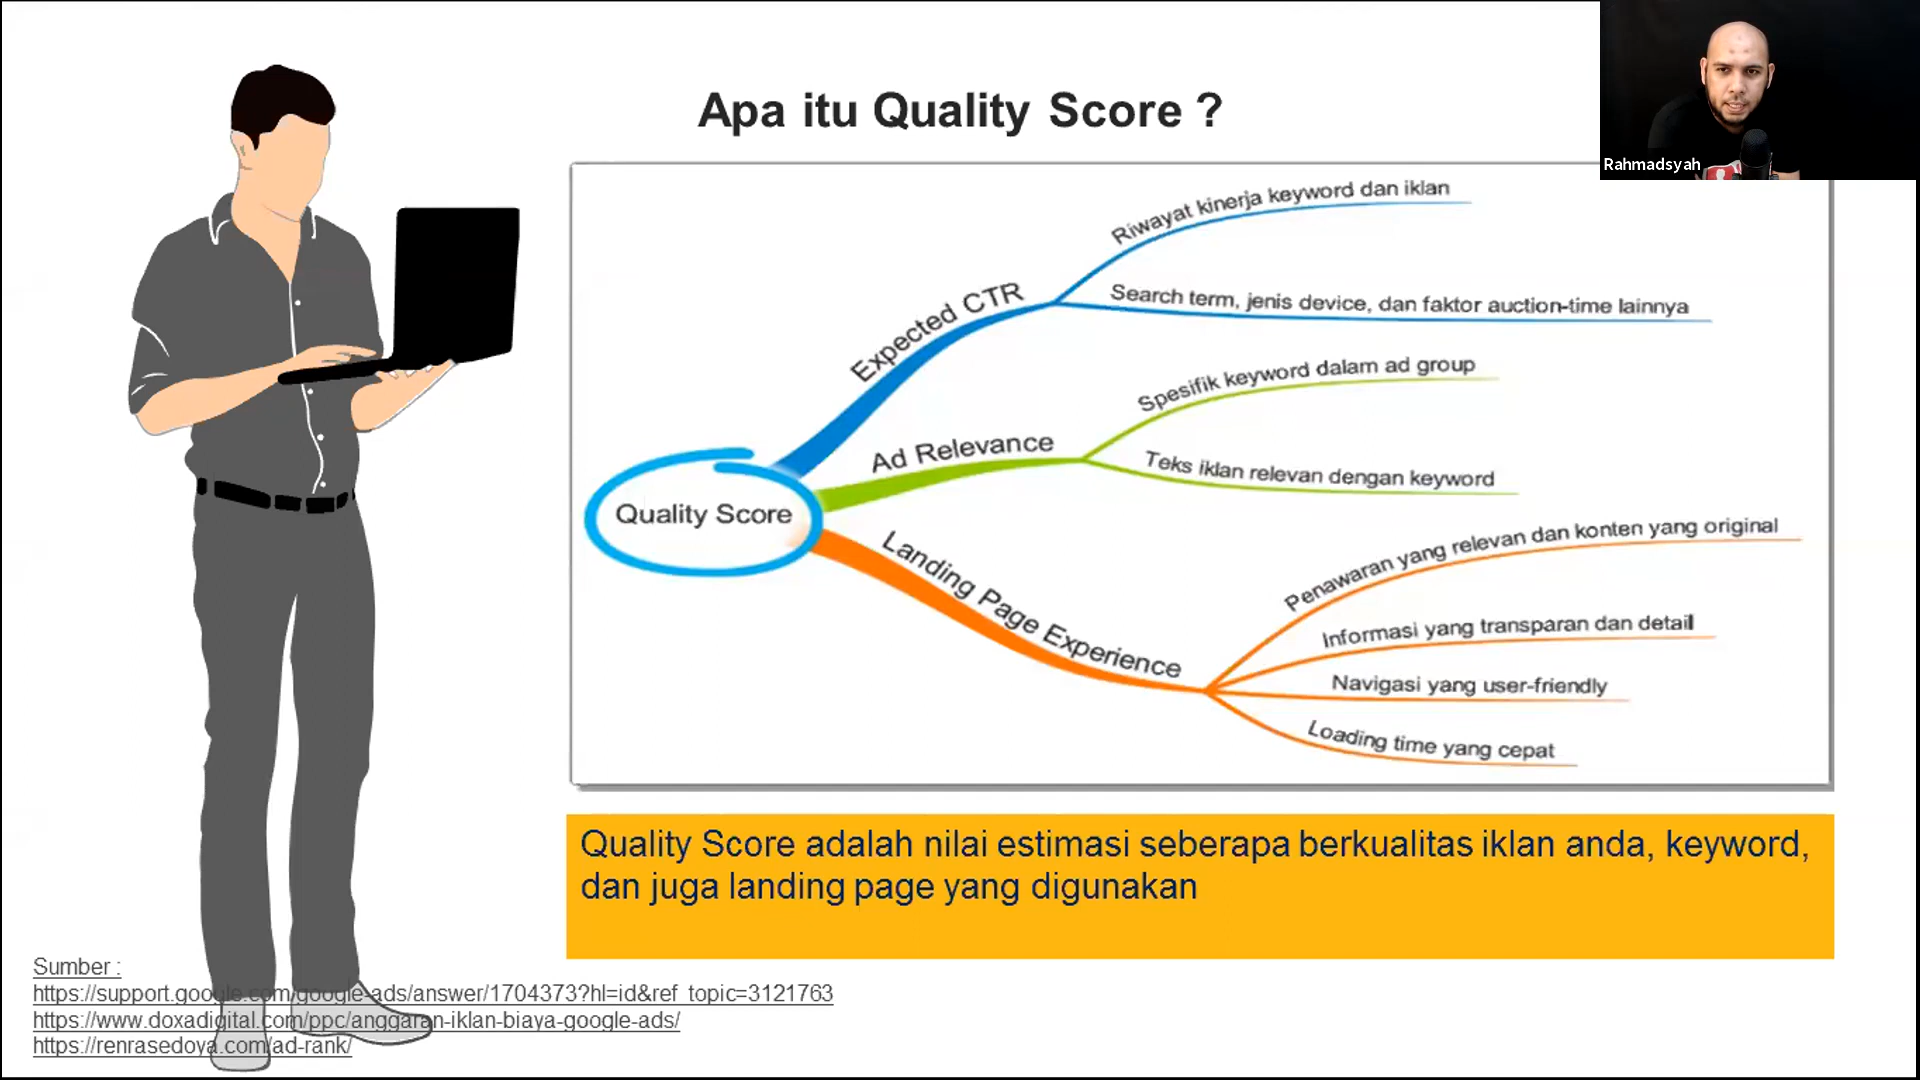 Apa itu Quality Score ?
Rahmadsyah
Quality Score
Expected CTR
Riwayat kinerja keyword dan iklan
Search term, jenis device, dan faktor auction-time lainnya
Ad Relevance
Spesifik keyword dalam ad group
Teks iklan relevan dengan keyword
Landing Page Experience
Penawaran yang relevan dan konten yang original
Informasi yang transparan dan detail
Navigasi yang user-friendly
Loading time yang cepat
Quality Score adalah nilai estimasi seberapa berkualitas iklan anda, keyword,
dan juga landing page yang digunakan
Sumber :
https://support.google.com/google-ads/answer/1704373?hl=id&ref_topic=3121763
https://www.doxadigital.com/ppc/anggaran-iklan-biaya-google-ads/
https://renrasedoya.com/ad-rank/